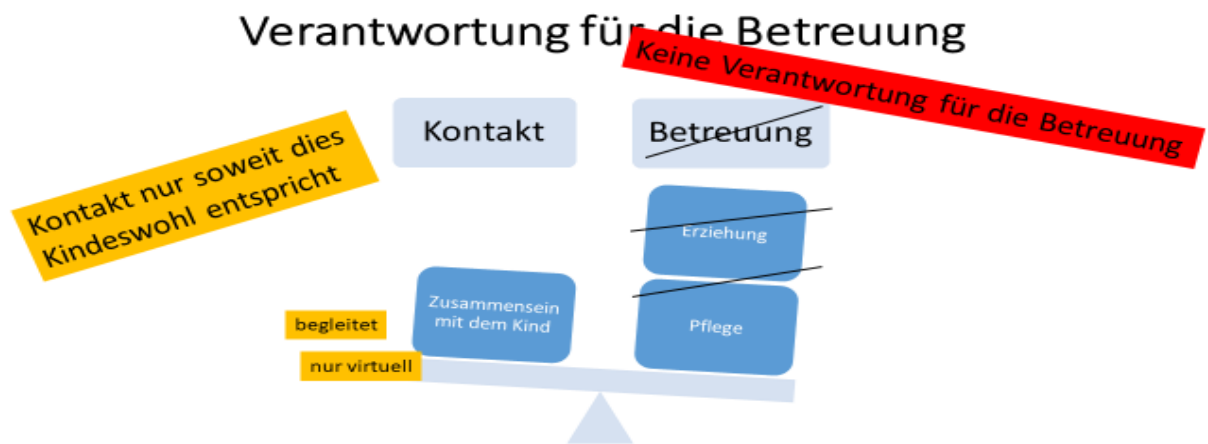 Verantwortung für die Betreuung
Keine Verantwortung für die Betreuung
Kontakt
Betreuung
Kontakt nur soweit dies
Kindeswohl entspricht
Erziehung
Zusammensein
mit dem Kind
Pflege
begleitet
nur virtuell